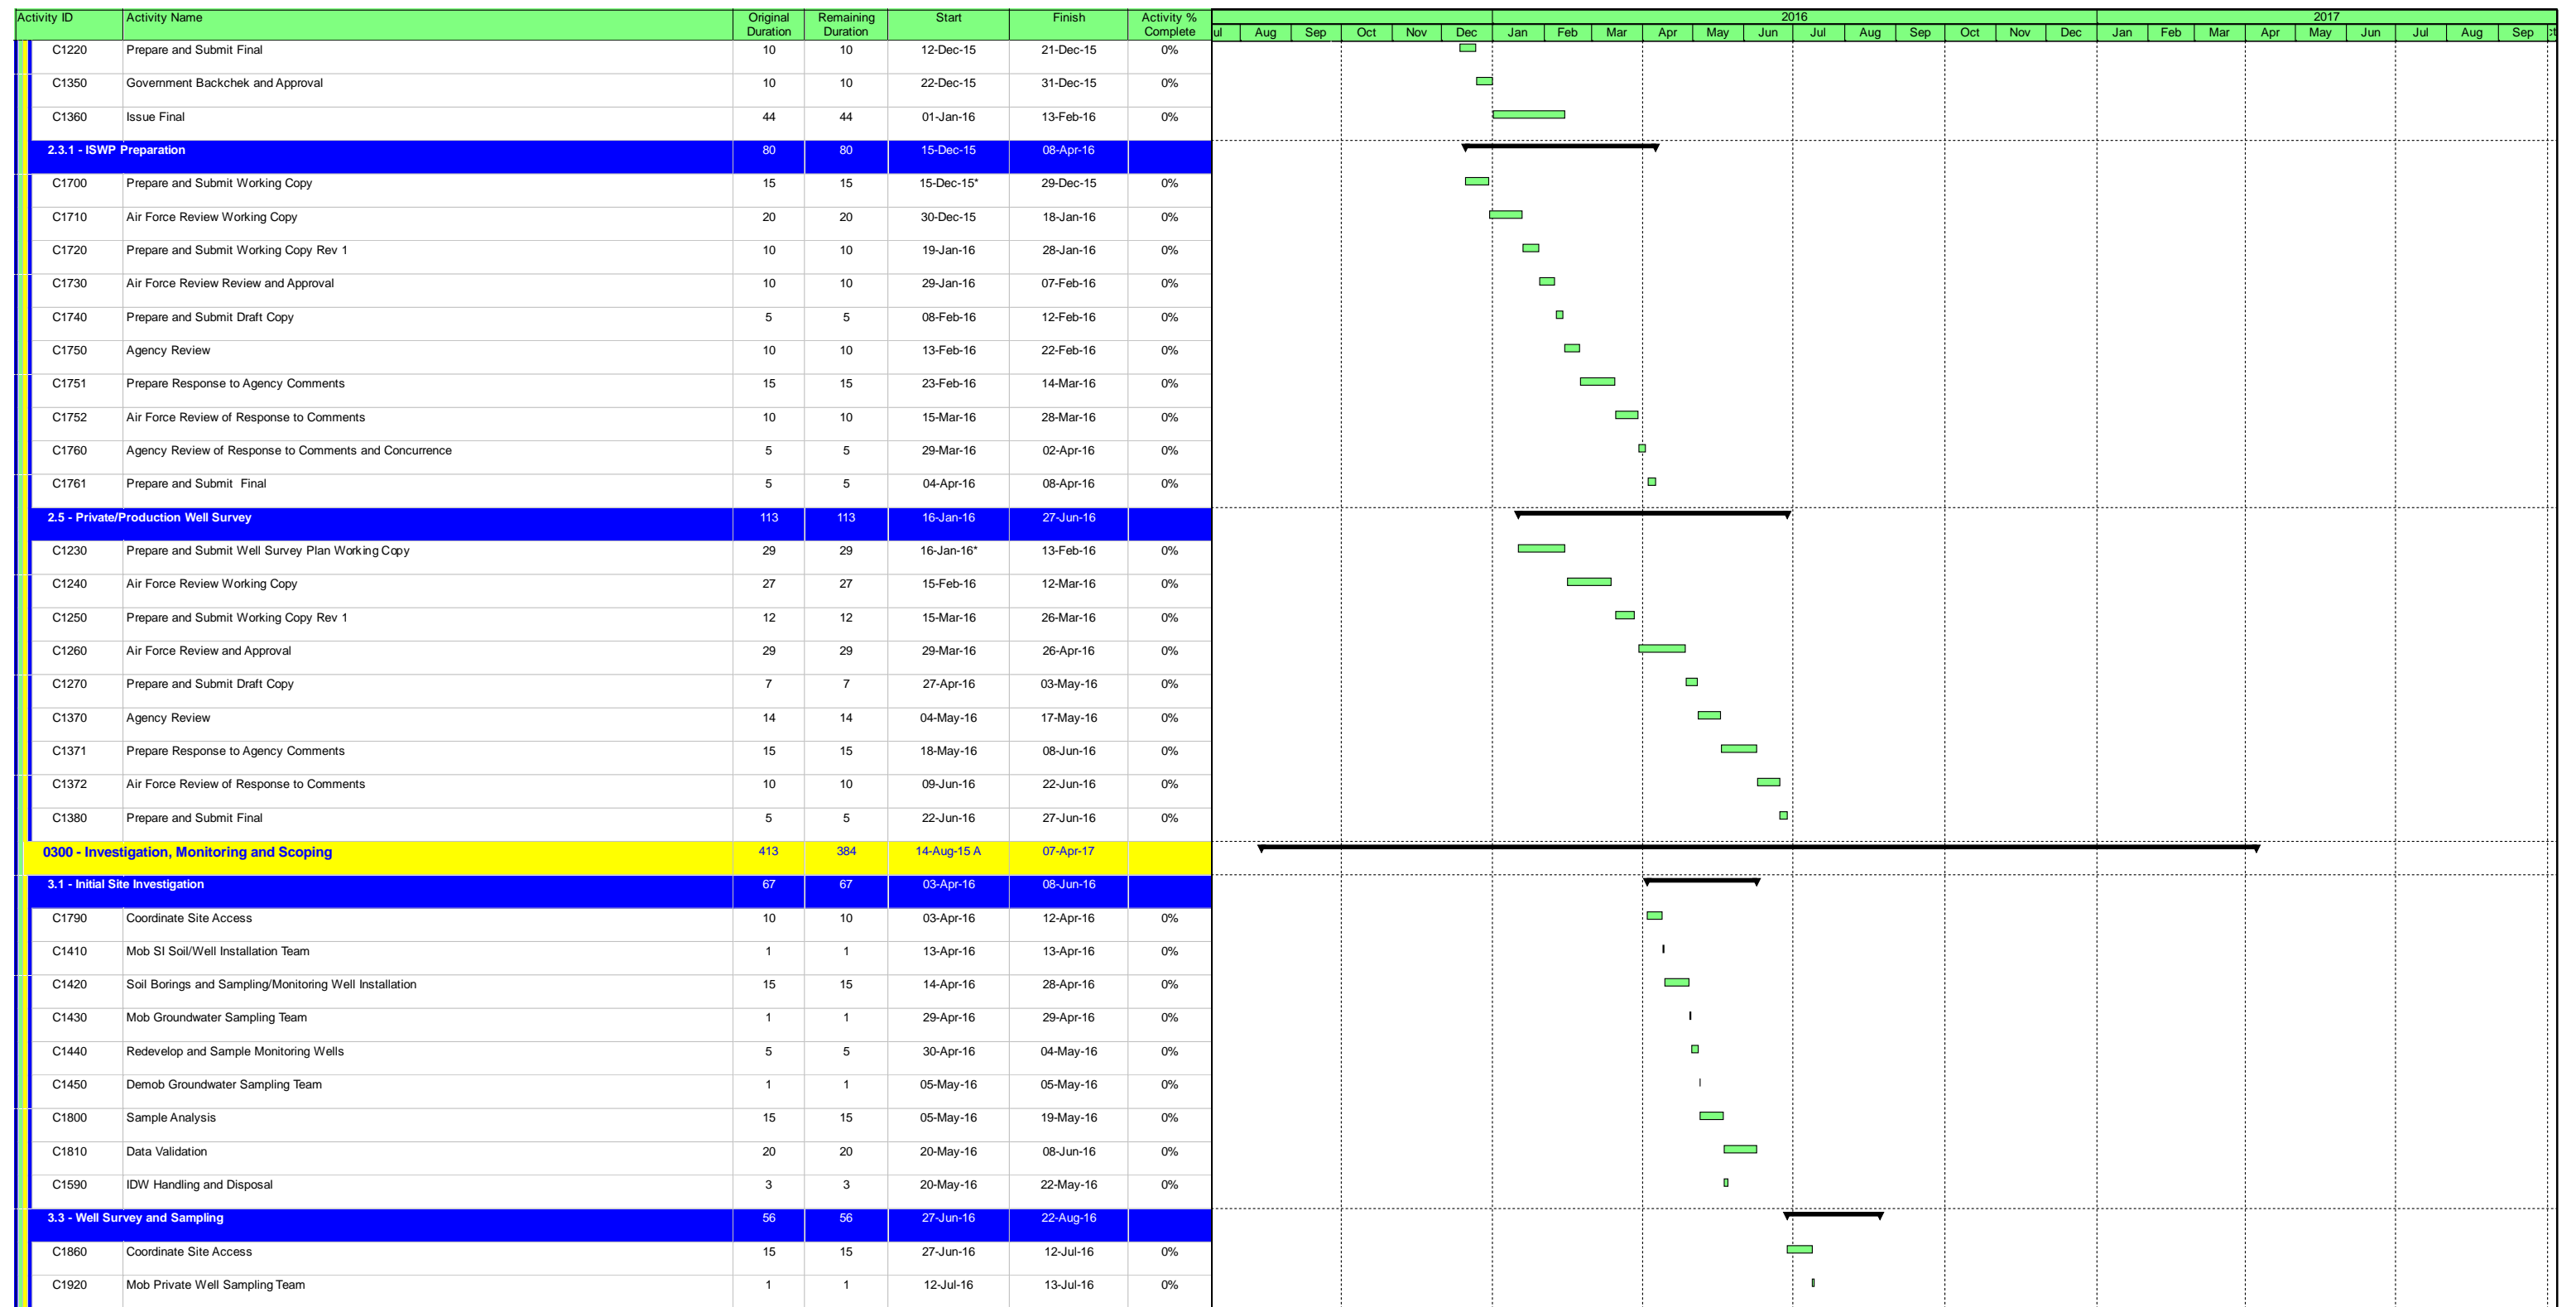 Activity ID Activity Name Original Duration Remaining Duration Start Finish Activity % Complete
2016 2017
ul Aug Sep Oct Nov Dec Jan Feb Mar Apr May Jun Jul Aug Sep Oct Nov Dec Jan Feb Mar Apr May Jun Jul Aug Sep
C1220 Prepare and Submit Final 10 10 12-Dec-15 21-Dec-15 0%
C1350 Government Backchek and Approval 10 10 22-Dec-15 31-Dec-15 0%
C1360 Issue Final 44 44 01-Jan-16 13-Feb-16 0%
2.3.1 - ISWP Preparation 80 80 15-Dec-15 08-Apr-16
C1700 Prepare and Submit Working Copy 15 15 15-Dec-15* 29-Dec-15 0%
C1710 Air Force Review Working Copy 20 20 30-Dec-15 18-Jan-16 0%
C1720 Prepare and Submit Working Copy Rev 1 10 10 19-Jan-16 28-Jan-16 0%
C1730 Air Force Review Review and Approval 10 10 29-Jan-16 07-Feb-16 0%
C1740 Prepare and Submit Draft Copy 5 5 08-Feb-16 12-Feb-16 0%
C1750 Agency Review 10 10 13-Feb-16 22-Feb-16 0%
C1751 Prepare Response to Agency Comments 15 15 23-Feb-16 14-Mar-16 0%
C1752 Air Force Review of Response to Comments 10 10 15-Mar-16 28-Mar-16 0%
C1760 Agency Review of Response to Comments and Concurrence 5 5 29-Mar-16 02-Apr-16 0%
C1761 Prepare and Submit Final 5 5 04-Apr-16 08-Apr-16 0%
2.5 - Private/Production Well Survey 113 113 16-Jan-16 27-Jun-16
C1230 Prepare and Submit Well Survey Plan Working Copy 29 29 16-Jan-16* 13-Feb-16 0%
C1240 Air Force Review Working Copy 27 27 15-Feb-16 12-Mar-16 0%
C1250 Prepare and Submit Working Copy Rev 1 12 12 15-Mar-16 26-Mar-16 0%
C1260 Air Force Review and Approval 29 29 29-Mar-16 26-Apr-16 0%
C1270 Prepare and Submit Draft Copy 7 7 27-Apr-16 03-May-16 0%
C1370 Agency Review 14 14 04-May-16 17-May-16 0%
C1371 Prepare Response to Agency Comments 15 15 18-May-16 08-Jun-16 0%
C1372 Air Force Review of Response to Comments 10 10 09-Jun-16 22-Jun-16 0%
C1380 Prepare and Submit Final 5 5 22-Jun-16 27-Jun-16 0%
0300 - Investigation, Monitoring and Scoping 413 384 14-Aug-15 A 07-Apr-17
3.1 - Initial Site Investigation 67 67 03-Apr-16 08-Jun-16
C1790 Coordinate Site Access 10 10 03-Apr-16 12-Apr-16 0%
C1410 Mob SI Soil/Well Installation Team 1 1 13-Apr-16 13-Apr-16 0%
C1420 Soil Borings and Sampling/Monitoring Well Installation 15 15 14-Apr-16 28-Apr-16 0%
C1430 Mob Groundwater Sampling Team 1 1 29-Apr-16 29-Apr-16 0%
C1440 Redevelop and Sample Monitoring Wells 5 5 30-Apr-16 04-May-16 0%
C1450 Demob Groundwater Sampling Team 1 1 05-May-16 05-May-16 0%
C1800 Sample Analysis 15 15 05-May-16 19-May-16 0%
C1810 Data Validation 20 20 20-May-16 08-Jun-16 0%
C1590 IDW Handling and Disposal 3 3 20-May-16 22-May-16 0%
3.3 - Well Survey and Sampling 56 56 27-Jun-16 22-Aug-16
C1860 Coordinate Site Access 15 15 27-Jun-16 12-Jul-16 0%
C1920 Mob Private Well Sampling Team 1 1 12-Jul-16 13-Jul-16 0%